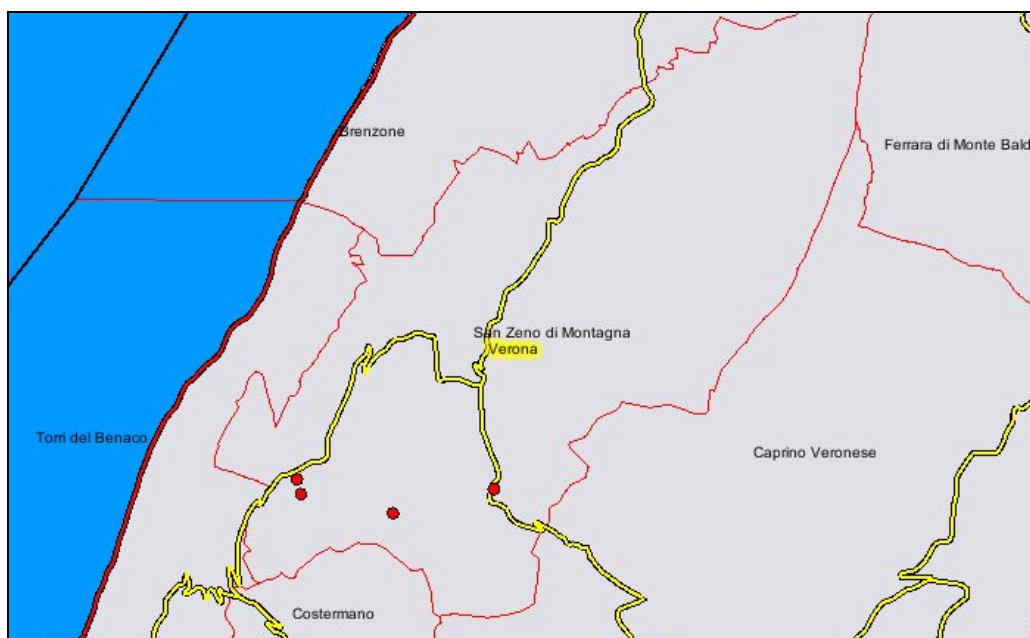 Brenzone
Ferrara di Monte Bald
San Zeno di Montagna
Verona
Torri del Benaco
Caprino Veronese
Costermano